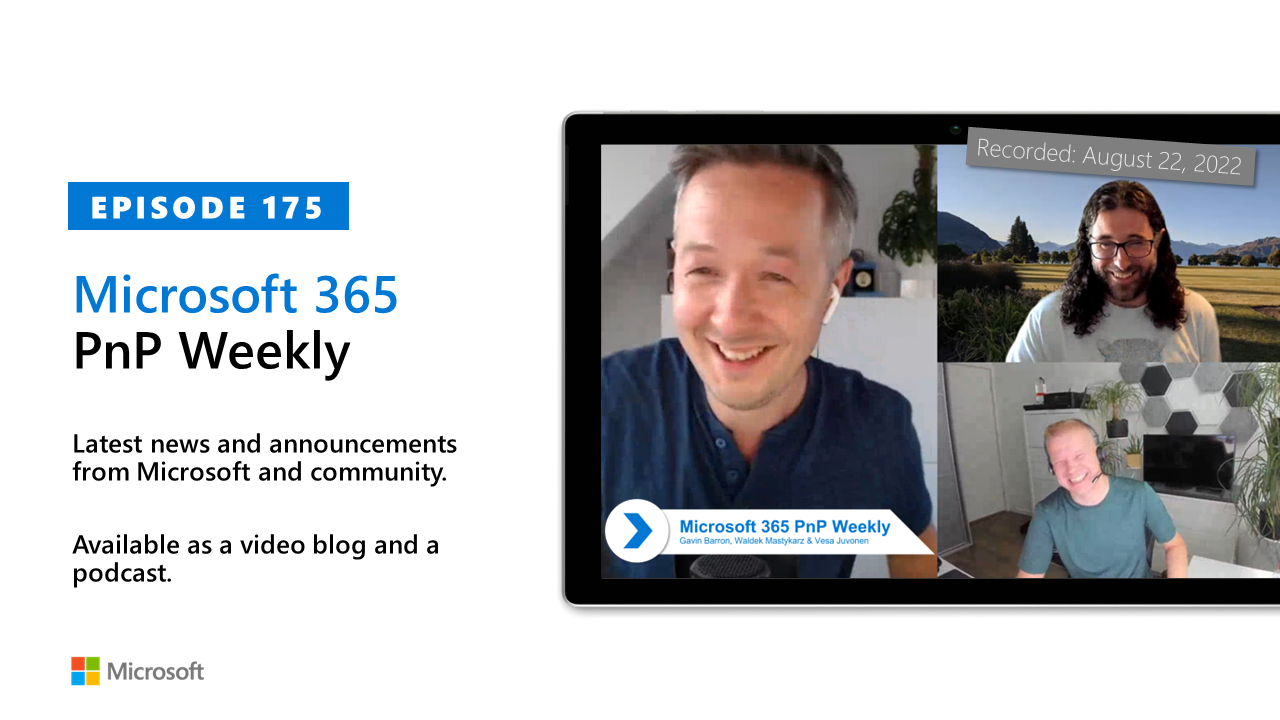 EPISODE 175
Microsoft 365
PnP Weekly
Latest news and announcements
from Microsoft and community.
Available as a video blog and a
podcast.
Microsoft
Recorded: August 22, 2022
Microsoft 365 PnP Weekly
Gavin Barron, Waldek Mastykarz & Vesa Juvonen